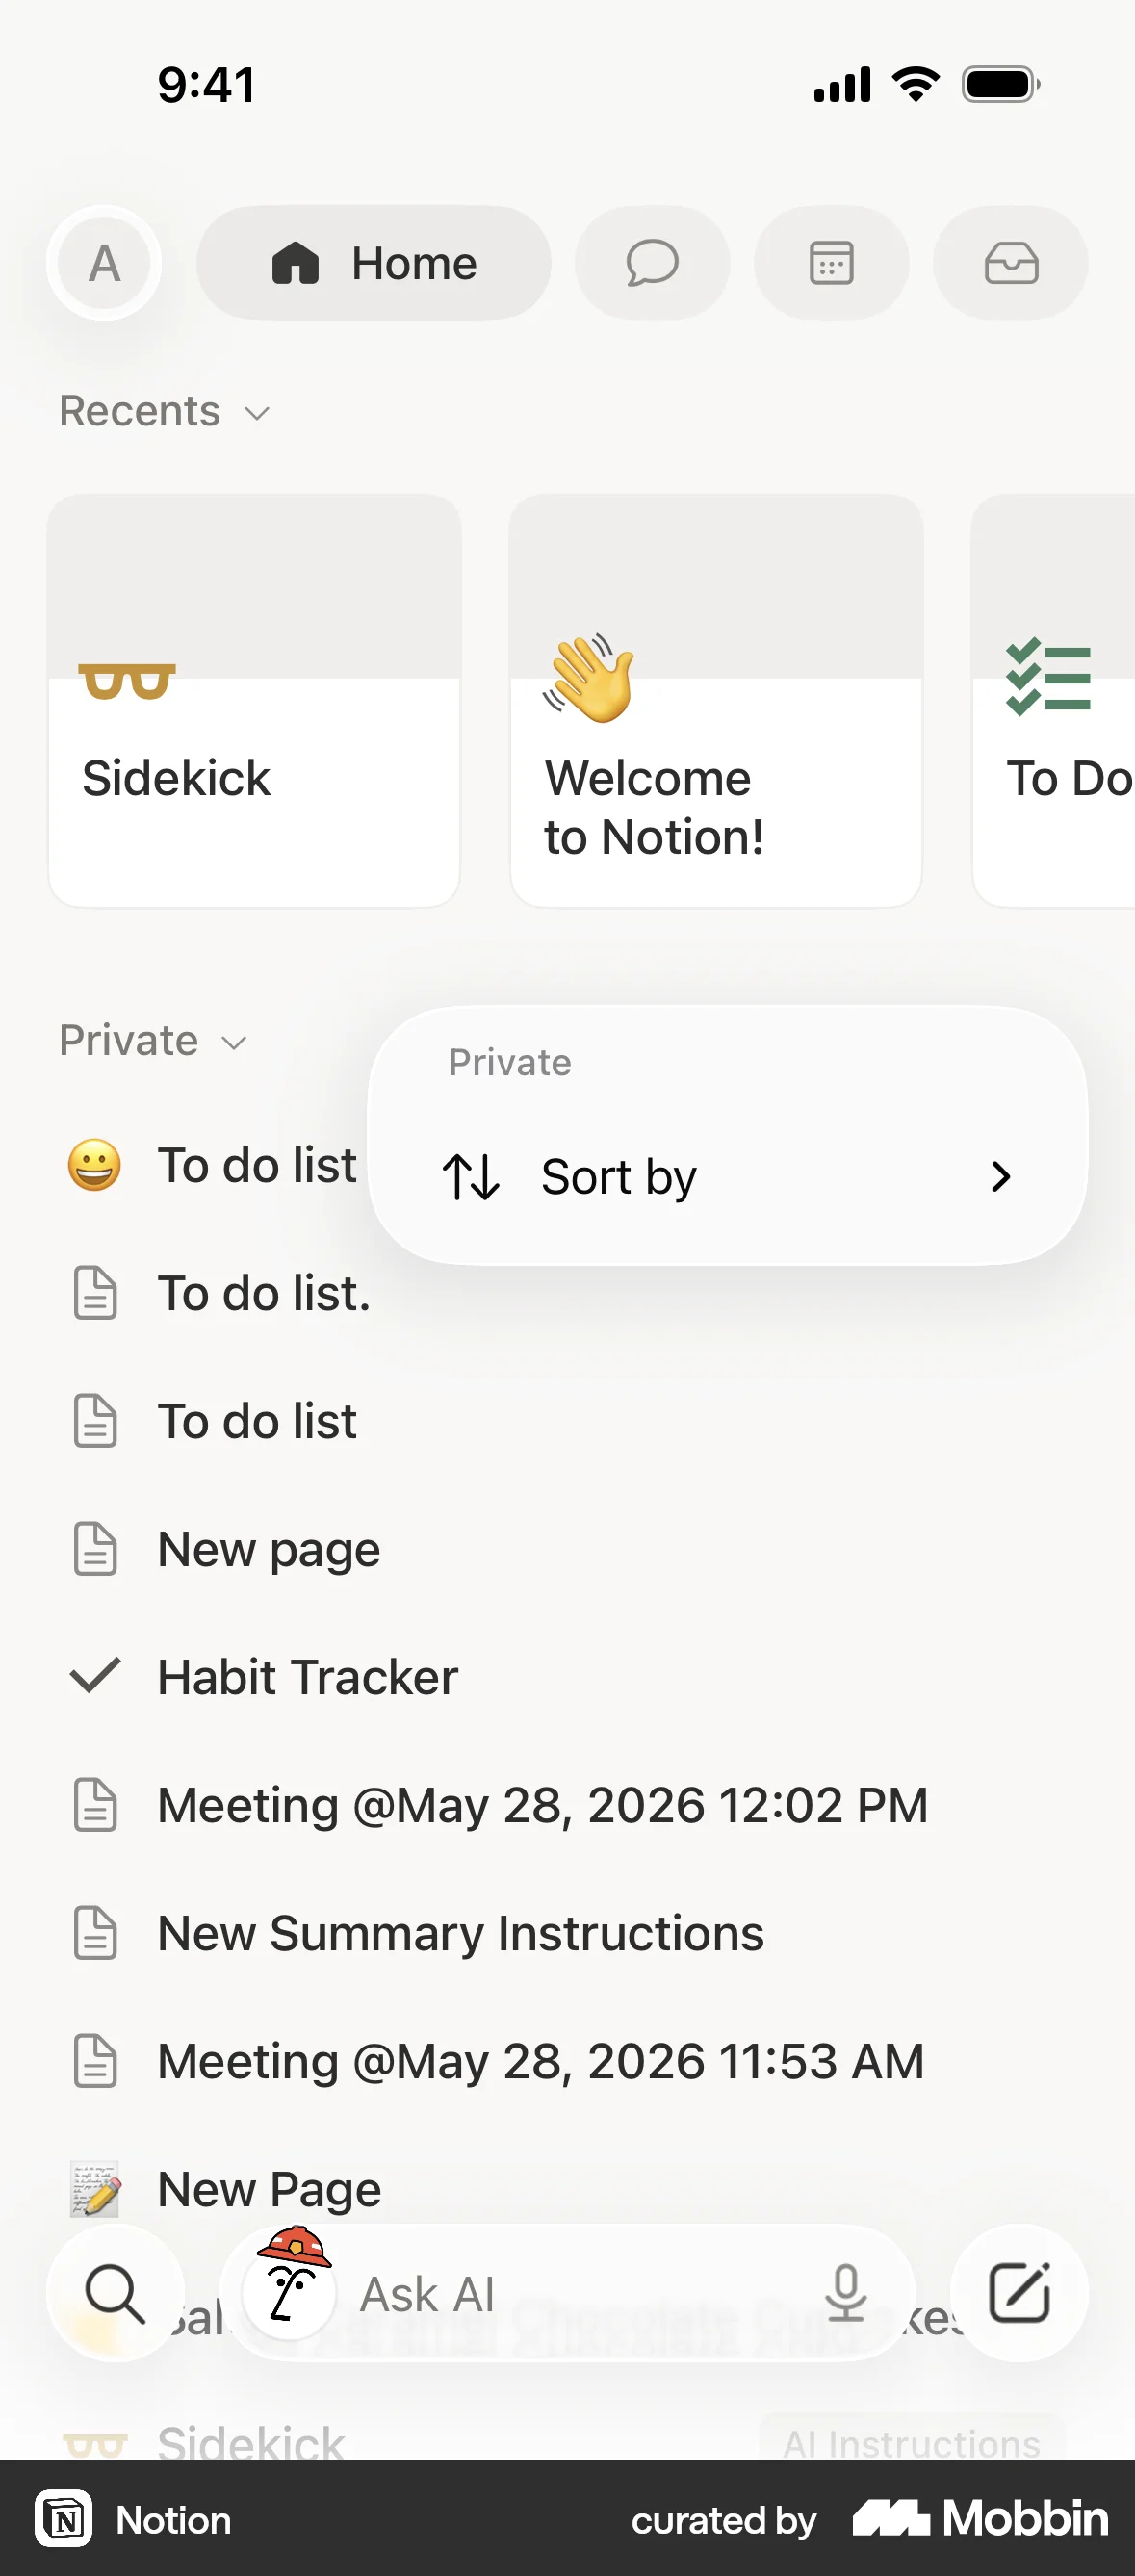 9:41
A
Home
Recents
Sidekick
Welcome
to Notion!
To Do
Private
Private
Sort by
To do list
To do list.
To do list
New page
Habit Tracker
Meeting @May 28, 2026 12:02 PM
New Summary Instructions
Meeting @May 28, 2026 11:53 AM
New Page
Ask AI
Chocolate
Sidekick
AI Instructions
Notion
curated by
Mobbin